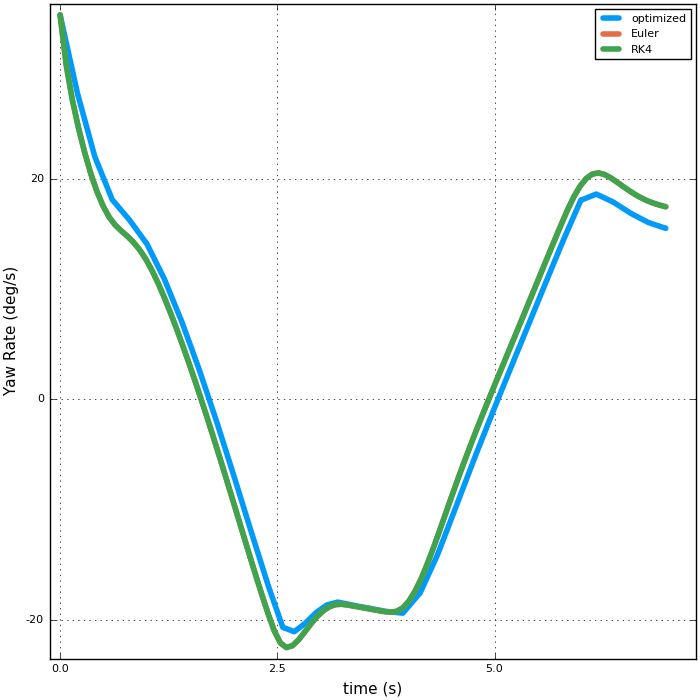 optimized
Euler
RK4
Yaw Rate (deg/s)
20
0
-20
0.0 2.5 5.0
time (s)